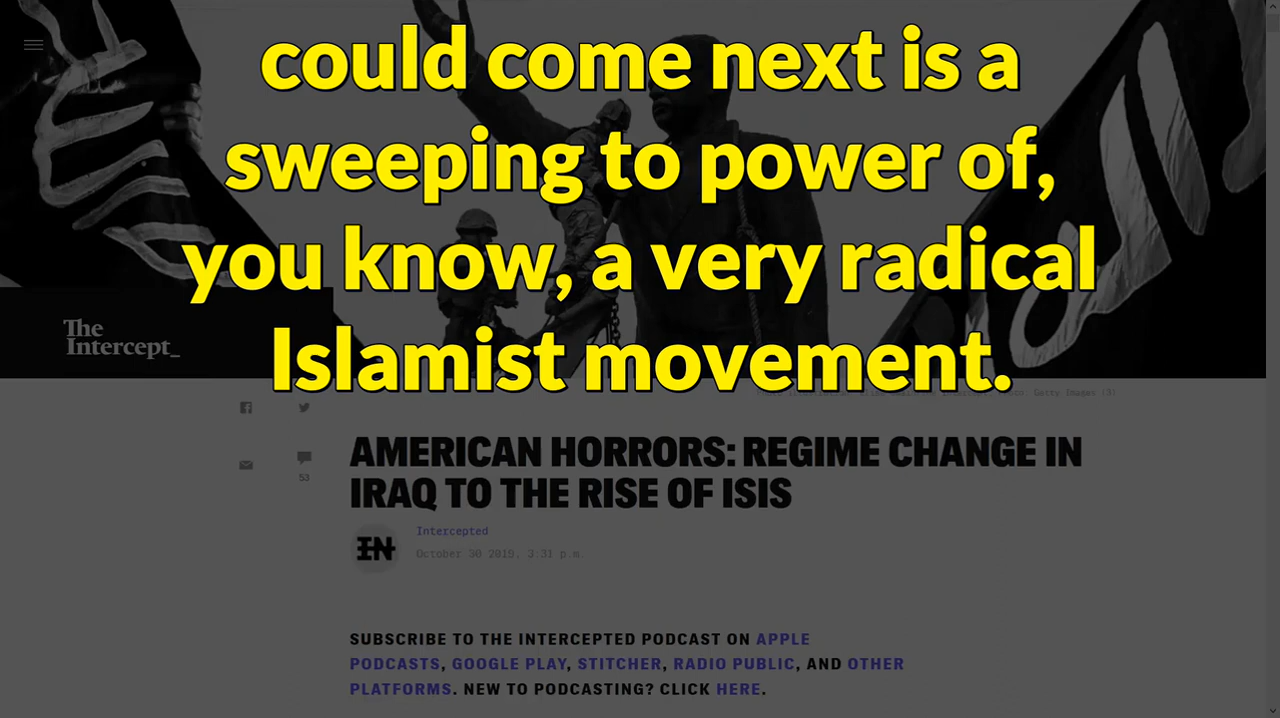 could come next is a
sweeping to power of,
you know, a very radical
Islamist movement.
The
Intercept_
53
AMERICAN HORRORS: REGIME CHANGE IN
IRAQ TO THE RISE OF ISIS
IN
Intercepted
October 30 2019, 3:31 p.m.
SUBSCRIBE TO THE INTERCEPTED PODCAST ON APPLE
PODCASTS, GOOGLE PLAY, STITCHER, RADIO PUBLIC, AND OTHER
PLATFORMS. NEW TO PODCASTING? CLICK HERE.